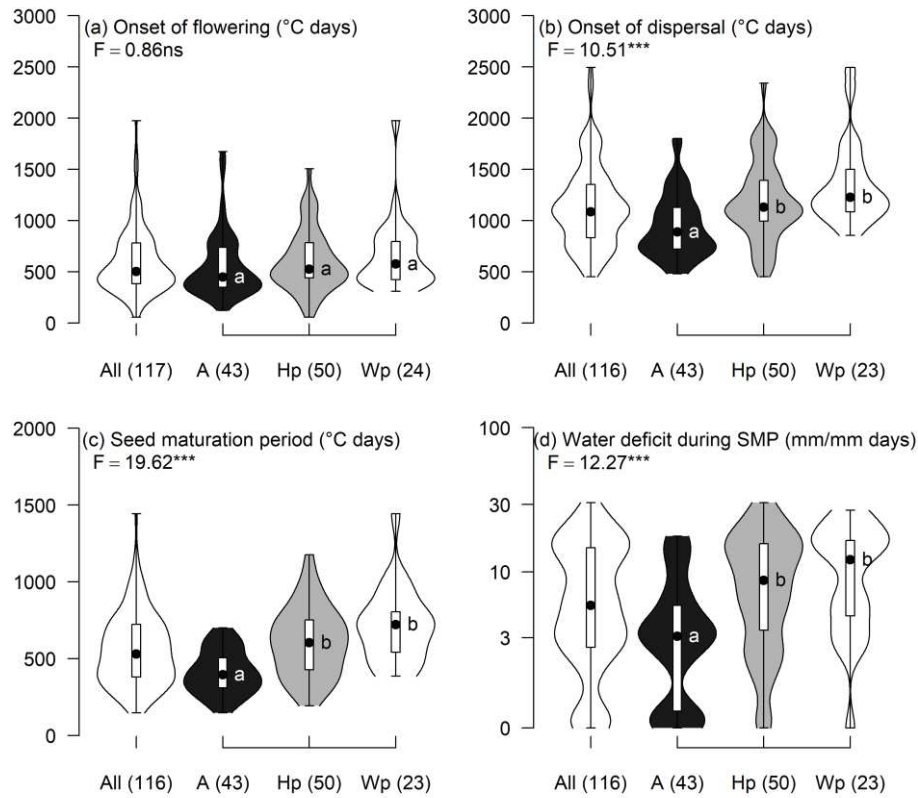 (a) Onset of flowering (°C days)
F = 0.86ns
3000
2500
2000
1500
1000
500
0
a
a
a
All (117) A (43) Hp (50) Wp (24)
(b) Onset of dispersal (°C days)
F = 10.51***
3000
2500
2000
1500
1000
500
0
a
b
b
All (116) A (43) Hp (50) Wp (23)
(c) Seed maturation period (°C days)
F = 19.62***
2000
1500
1000
500
0
a
b
b
All (116) A (43) Hp (50) Wp (23)
(d) Water deficit during SMP (mm/mm days)
F = 12.27***
100
30
10
3
0
a
b
b
All (116) A (43) Hp (50) Wp (23)